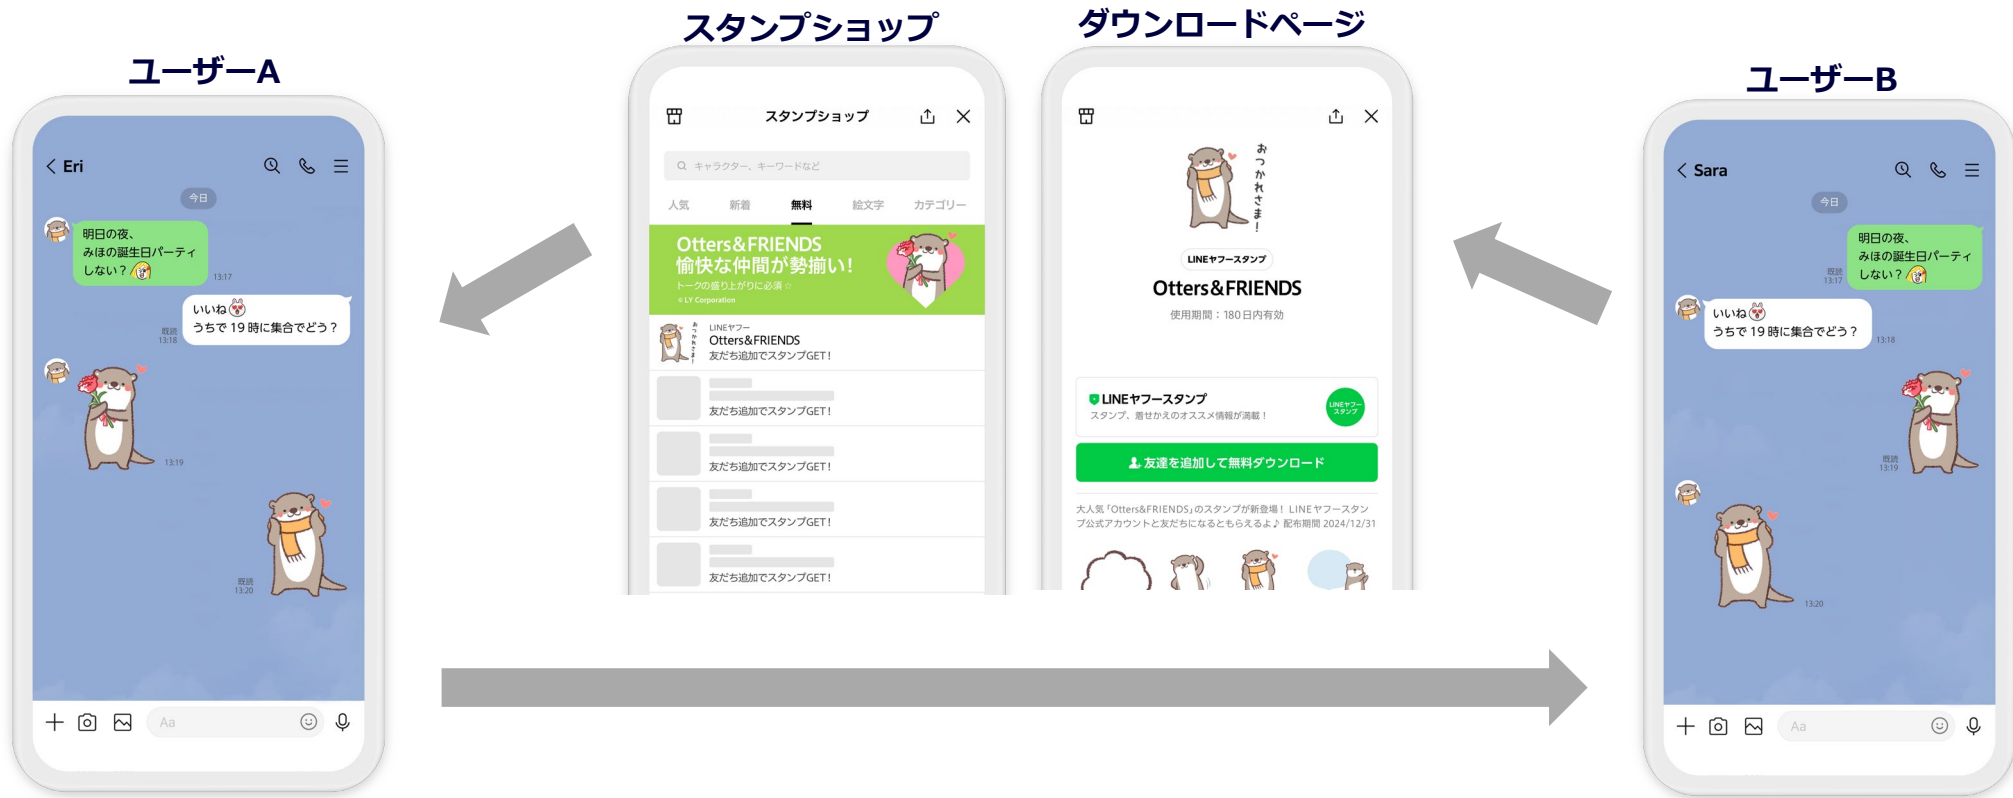 スタンプショップ
ダウンロードページ
ユーザーA
ユーザーB
Eri
今日
明日の夜、
みほの誕生日パーティ
しない？
13:17
いいね
うちで 19 時に集合でどう？
既読
13:18
13:19
既読
13:20
Aa
スタンプショップ
キャラクター、キーワードなど
人気 新着 無料 絵文字 カテゴリー
Otters&FRIENDS
愉快な仲間が勢揃い！
トークの盛り上がりに必須☆
© LY Corporation
おつかれさま！
LINEヤフー
Otters&FRIENDS
友だち追加でスタンプGET！
友だち追加でスタンプGET！
友だち追加でスタンプGET！
友だち追加でスタンプGET！
友だち追加でスタンプGET！
おつかれさま！
LINEヤフースタンプ
Otters&FRIENDS
使用期間：180日内有効
LINEヤフースタンプ
スタンプ、着せかえのオススメ情報が満載！
LINEヤフー
スタンプ
友達を追加して無料ダウンロード
大人気「Otters&FRIENDS」のスタンプが新登場！ LINEヤフースタン
プ公式アカウントと友だちになるともらえるよ♪ 配布期間 2024/12/31
Sara
今日
明日の夜、
みほの誕生日パーティ
しない？
既読
13:17
いいね
うちで 19 時に集合でどう？
13:18
既読
13:19
13:20
Aa